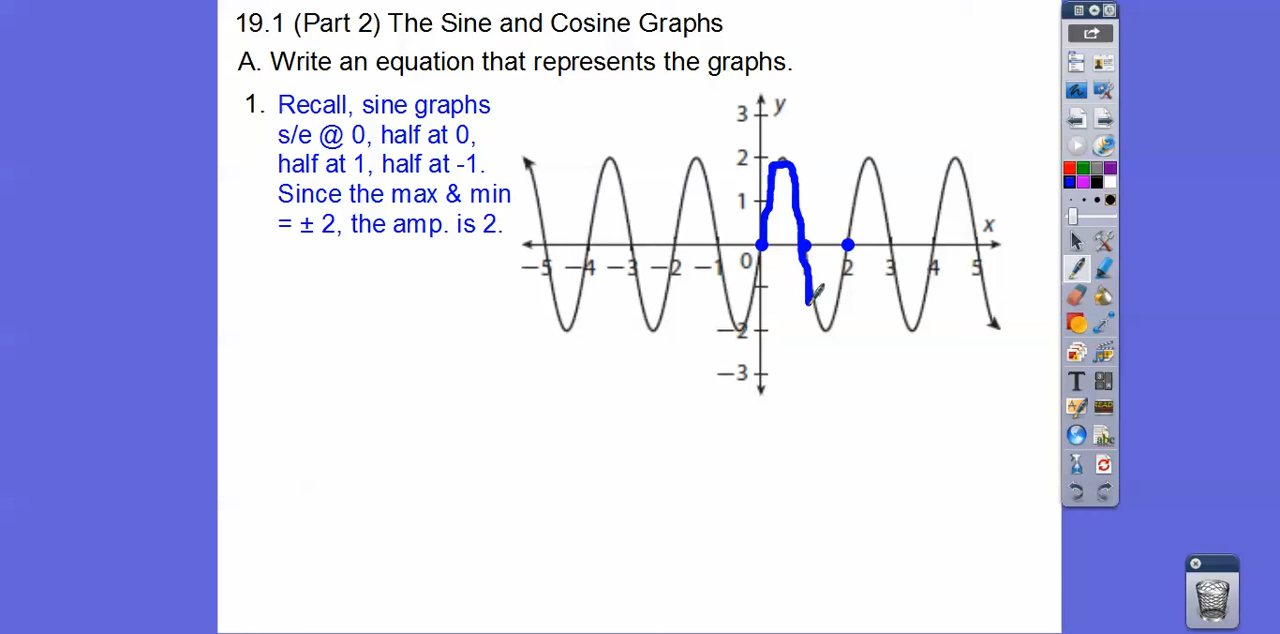 19.1 (Part 2) The Sine and Cosine Graphs
A. Write an equation that represents the graphs.
1. Recall, sine graphs
s/e @ 0, half at 0,
half at 1, half at -1.
Since the max & min
= ± 2, the amp. is 2.
3 y
2
1
x
−5 −4 −3 −2 −1 0 2 3 4 5
−2
−3